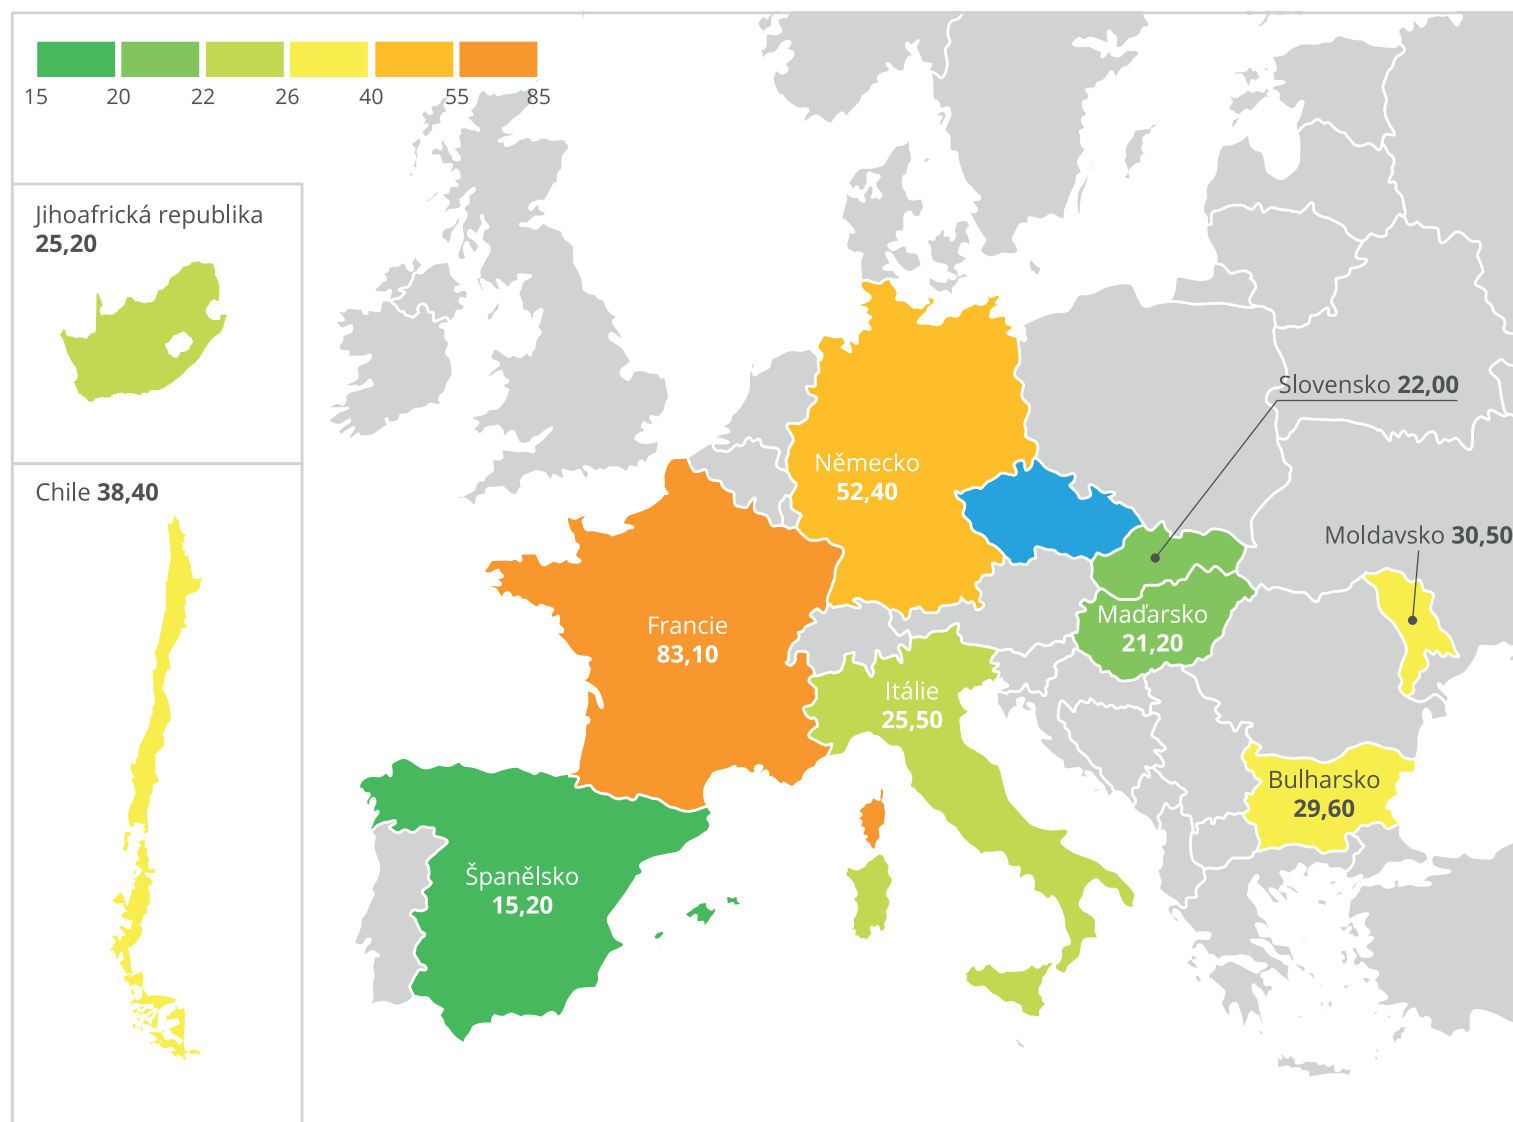 15 20 22 26 40 55 85
Jihoafrická republika
25,20
Chile 38,40
Slovensko 22,00
Německo
52,40
Moldavsko 30,50
Maďarsko
21,20
Francie
83,10
Itálie
25,50
Bulharsko
29,60
Španělsko
15,20